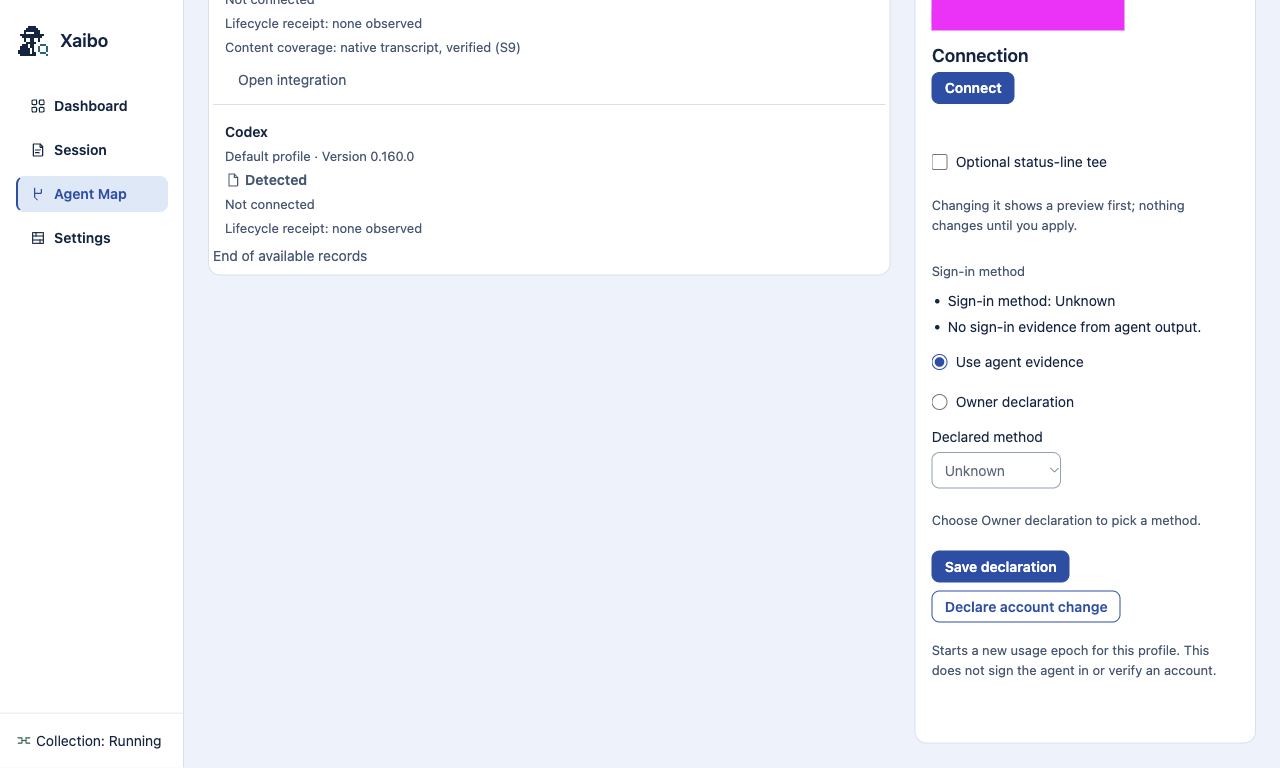 Xaibo
Dashboard
Session
Agent Map
Settings
Collection: Running
Not connected
Lifecycle receipt: none observed
Content coverage: native transcript, verified (S9)
Open integration
Codex
Default profile · Version 0.160.0
Detected
Not connected
Lifecycle receipt: none observed
End of available records
Connection
Connect
Optional status-line tee
Changing it shows a preview first; nothing
changes until you apply.
Sign-in method
• Sign-in method: Unknown
• No sign-in evidence from agent output.
Use agent evidence
Owner declaration
Declared method
Unknown
Choose Owner declaration to pick a method.
Save declaration
Declare account change
Starts a new usage epoch for this profile. This
does not sign the agent in or verify an account.